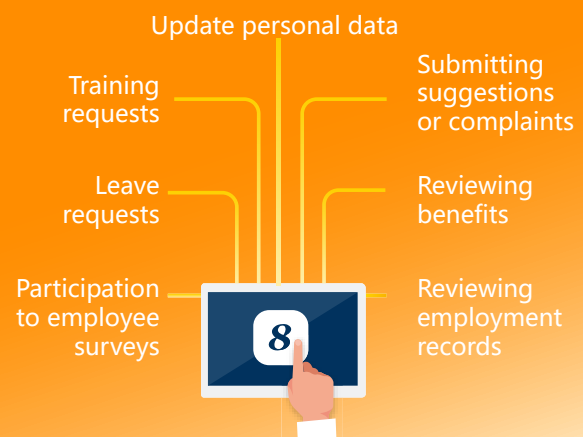 Update personal data
Training
requests
Leave
requests
Participation
to employee
surveys
Submitting
suggestions
or complaints
Reviewing
benefits
Reviewing
employment
records
8